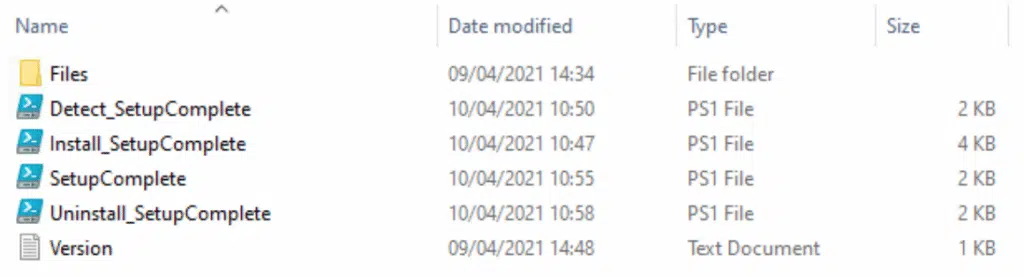 Name Date modified Type Size
Files 09/04/2021 14:34 File folder
Detect_SetupComplete 10/04/2021 10:50 PS1 File 2 KB
Install_SetupComplete 10/04/2021 10:47 PS1 File 4 KB
SetupComplete 10/04/2021 10:55 PS1 File 2 KB
Uninstall_SetupComplete 10/04/2021 10:58 PS1 File 2 KB
Version 09/04/2021 14:48 Text Document 1 KB